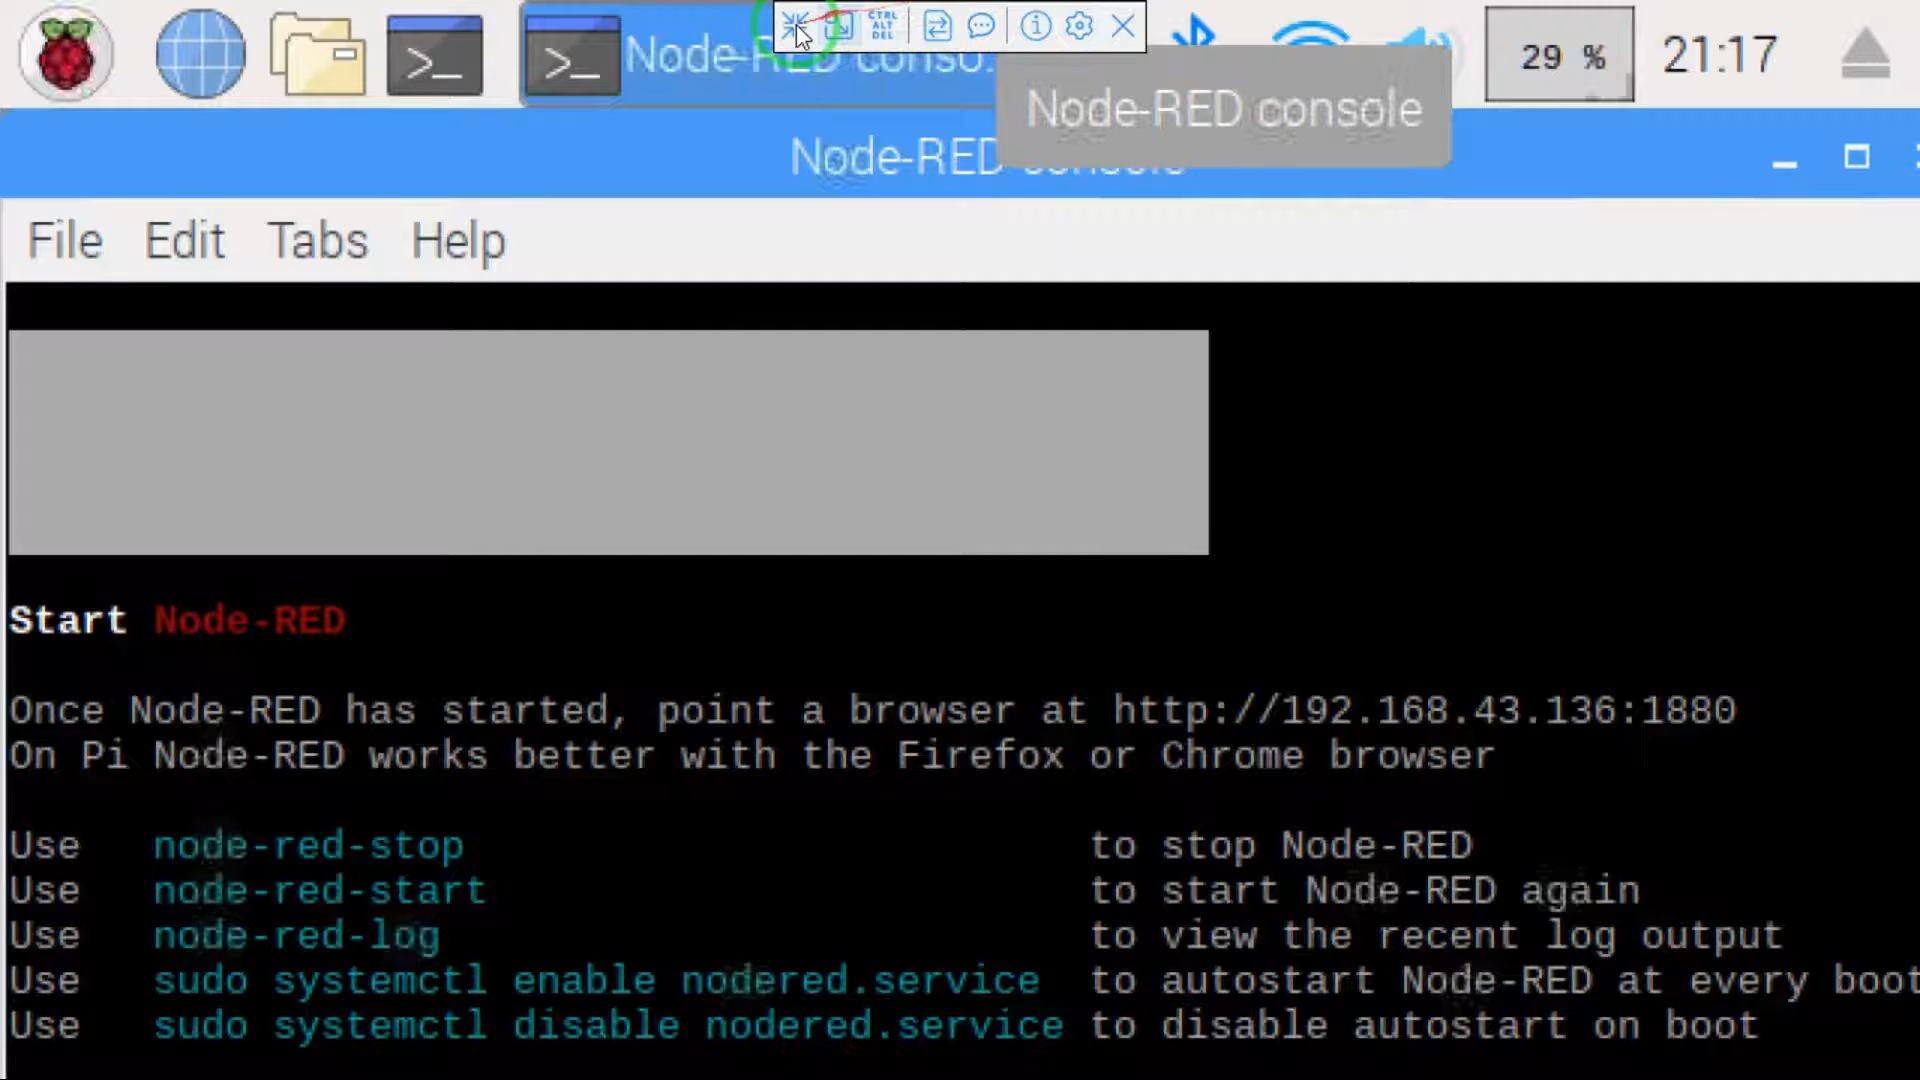 Node-RED conso...
CTRL
ALT
DEL
29 %
21:17
Node-RED console
Node-RED console
File Edit Tabs Help
Start Node-RED
Once Node-RED has started, point a browser at http://192.168.43.136:1880
On Pi Node-RED works better with the Firefox or Chrome browser
Use node-red-stop to stop Node-RED
Use node-red-start to start Node-RED again
Use node-red-log to view the recent log output
Use sudo systemctl enable nodered.service to autostart Node-RED at every boot
Use sudo systemctl disable nodered.service to disable autostart on boot